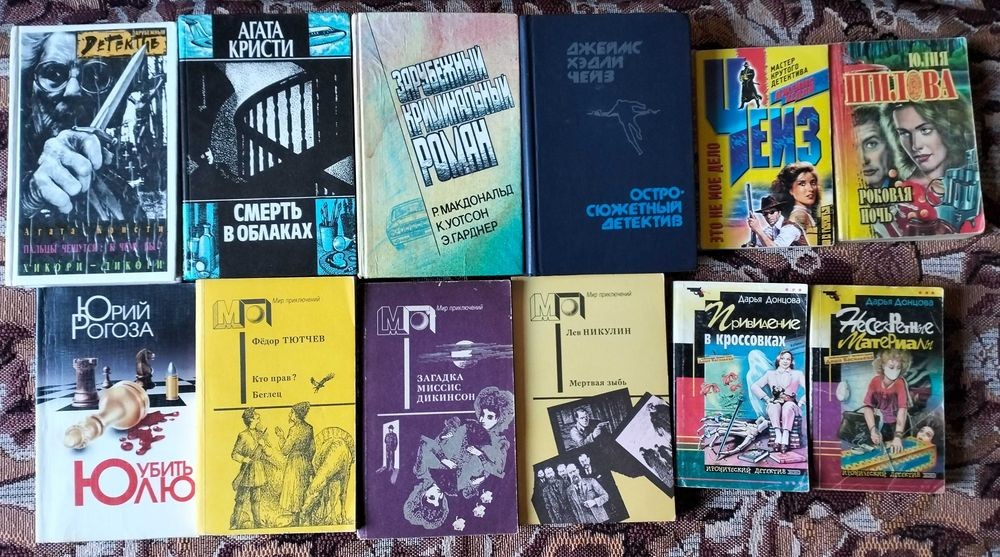 ЗАРУБЕЖНЫЙ
ДЕТЕКТИВ
Агата Кристи
ПАЛЬЦЫ ЧЕШУТСЯ. К ЧЕМУ БЫ?
ХИКОРИ-ДИКОРИ
АГАТА
КРИСТИ
СМЕРТЬ
В ОБЛАКАХ
ЗАРУБЕЖНЫЙ
КРИМИНАЛЬНЫЙ
РОМАН
Р. МАКДОНАЛЬД
К. УОТСОН
Э. ГАРДНЕР
ДЖЕЙМС
ХЭДЛИ
ЧЕЙЗ
ОСТРО-
СЮЖЕТНЫЙ
ДЕТЕКТИВ
МАСТЕР
КРУТОГО
ДЕТЕКТИВА
ЧЕЙЗ
ЭТО НЕ МОЕ ДЕЛО
ЮЛИЯ
ШИЛОВА
РОКОВАЯ
НОЧЬ
ЮРИЙ
РОГОЗА
УБИТЬ
ЮЛЮ
МП
Мир приключений
Фёдор ТЮТЧЕВ
Кто прав?
Беглец
МП
Мир приключений
ЗАГАДКА
МИССИС
ДИКИНСОН
МП
Мир приключений
Лев НИКУЛИН
Мертвая зыбь
Дарья Донцова
Привидение
в кроссовках
ИРОНИЧЕСКИЙ ДЕТЕКТИВ
Дарья Донцова
Несекретные
Материалы
ИРОНИЧЕСКИЙ ДЕТЕКТИВ